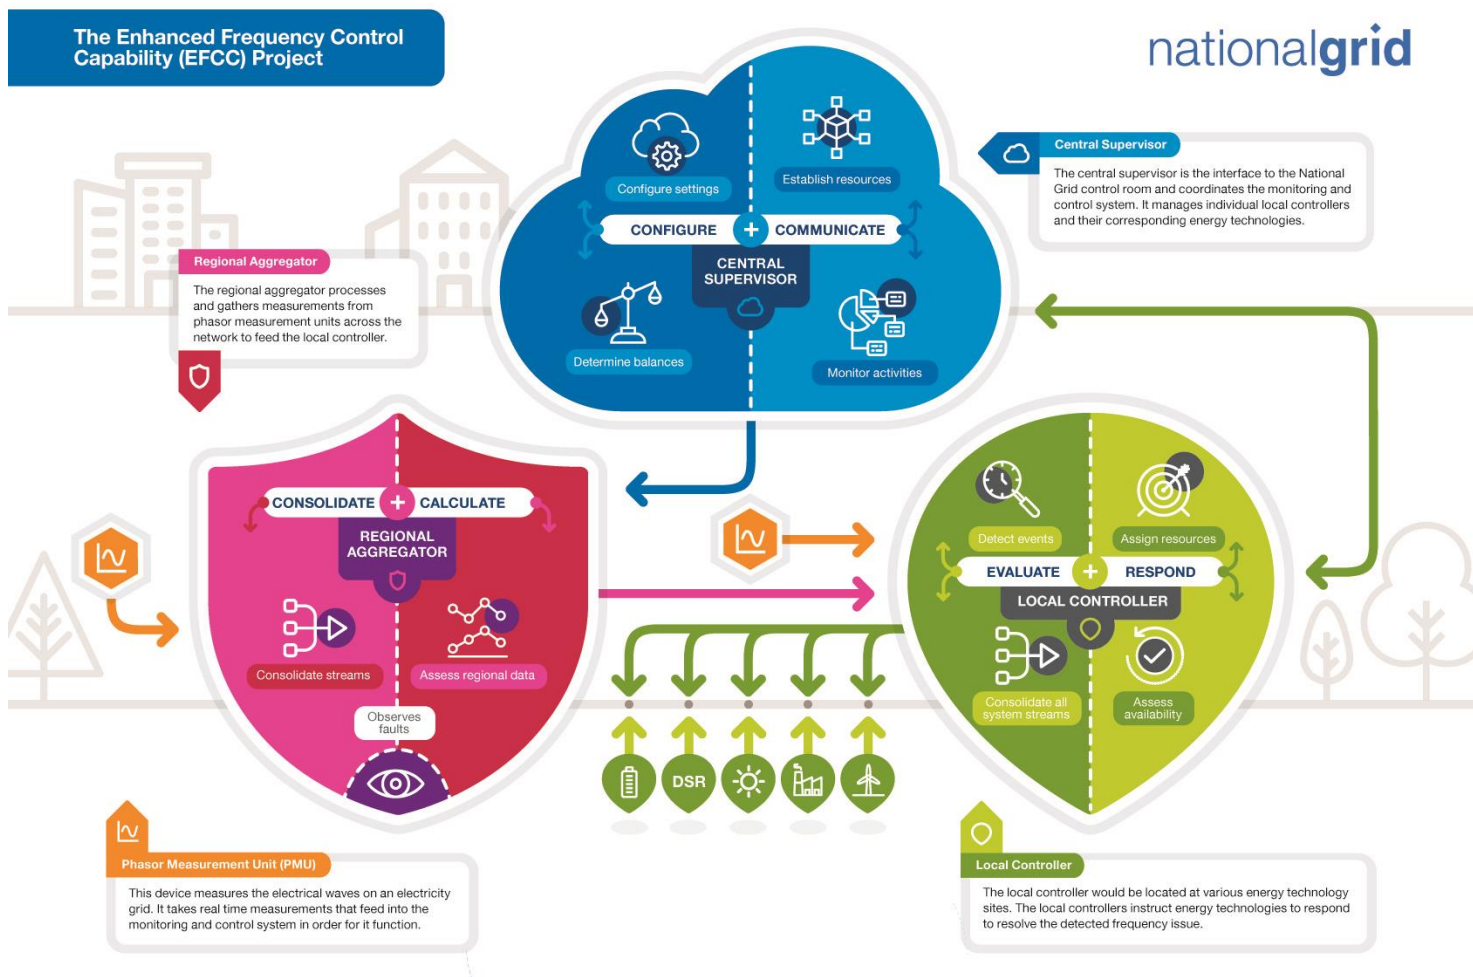 The Enhanced Frequency Control
Capability (EFCC) Project
nationalgrid
Configure settings
Establish resources
CONFIGURE + COMMUNICATE
CENTRAL
SUPERVISOR
Determine balances
Monitor activities
Central Supervisor
The central supervisor is the interface to the National
Grid control room and coordinates the monitoring and
control system. It manages individual local controllers
and their corresponding energy technologies.
Regional Aggregator
The regional aggregator processes
and gathers measurements from
phasor measurement units across the
network to feed the local controller.
CONSOLIDATE + CALCULATE
REGIONAL
AGGREGATOR
Consolidate streams
Assess regional data
Observes
faults
Detect events
Assign resources
EVALUATE + RESPOND
LOCAL CONTROLLER
Consolidate all
system streams
Assess
availability
DSR
Phasor Measurement Unit (PMU)
This device measures the electrical waves on an electricity
grid. It takes real time measurements that feed into the
monitoring and control system in order for it function.
Local Controller
The local controller would be located at various energy technology
sites. The local controllers instruct energy technologies to respond
to resolve the detected frequency issue.